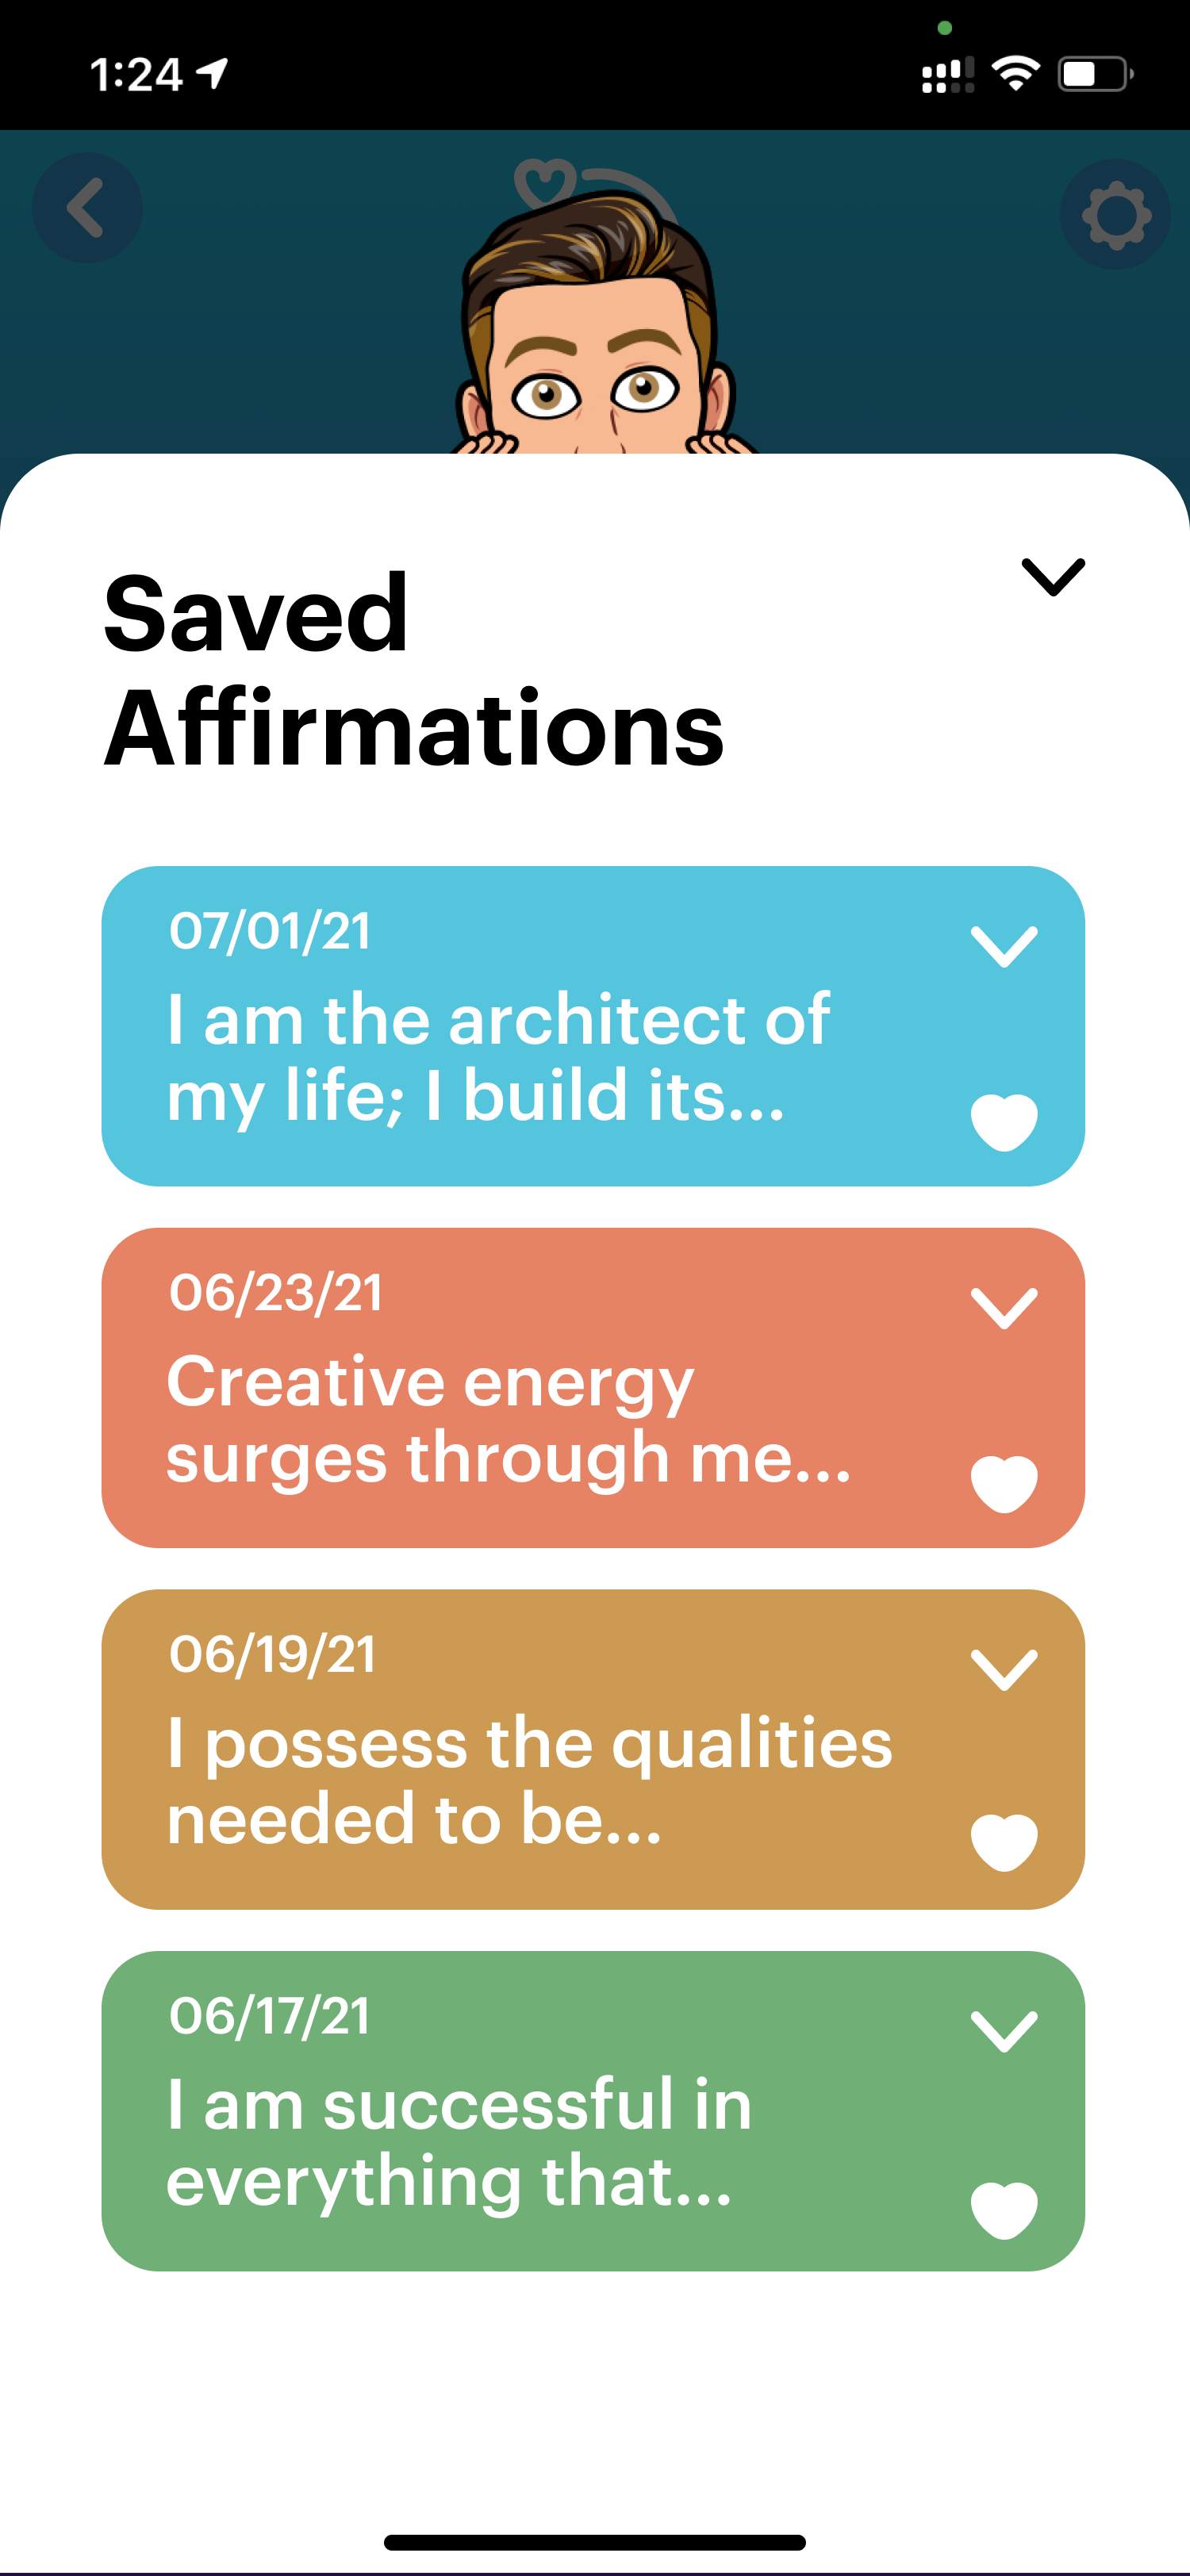 1:24
Saved
Affirmations
07/01/21
I am the architect of
my life; I build its...
06/23/21
Creative energy
surges through me...
06/19/21
I possess the qualities
needed to be...
06/17/21
I am successful in
everything that...